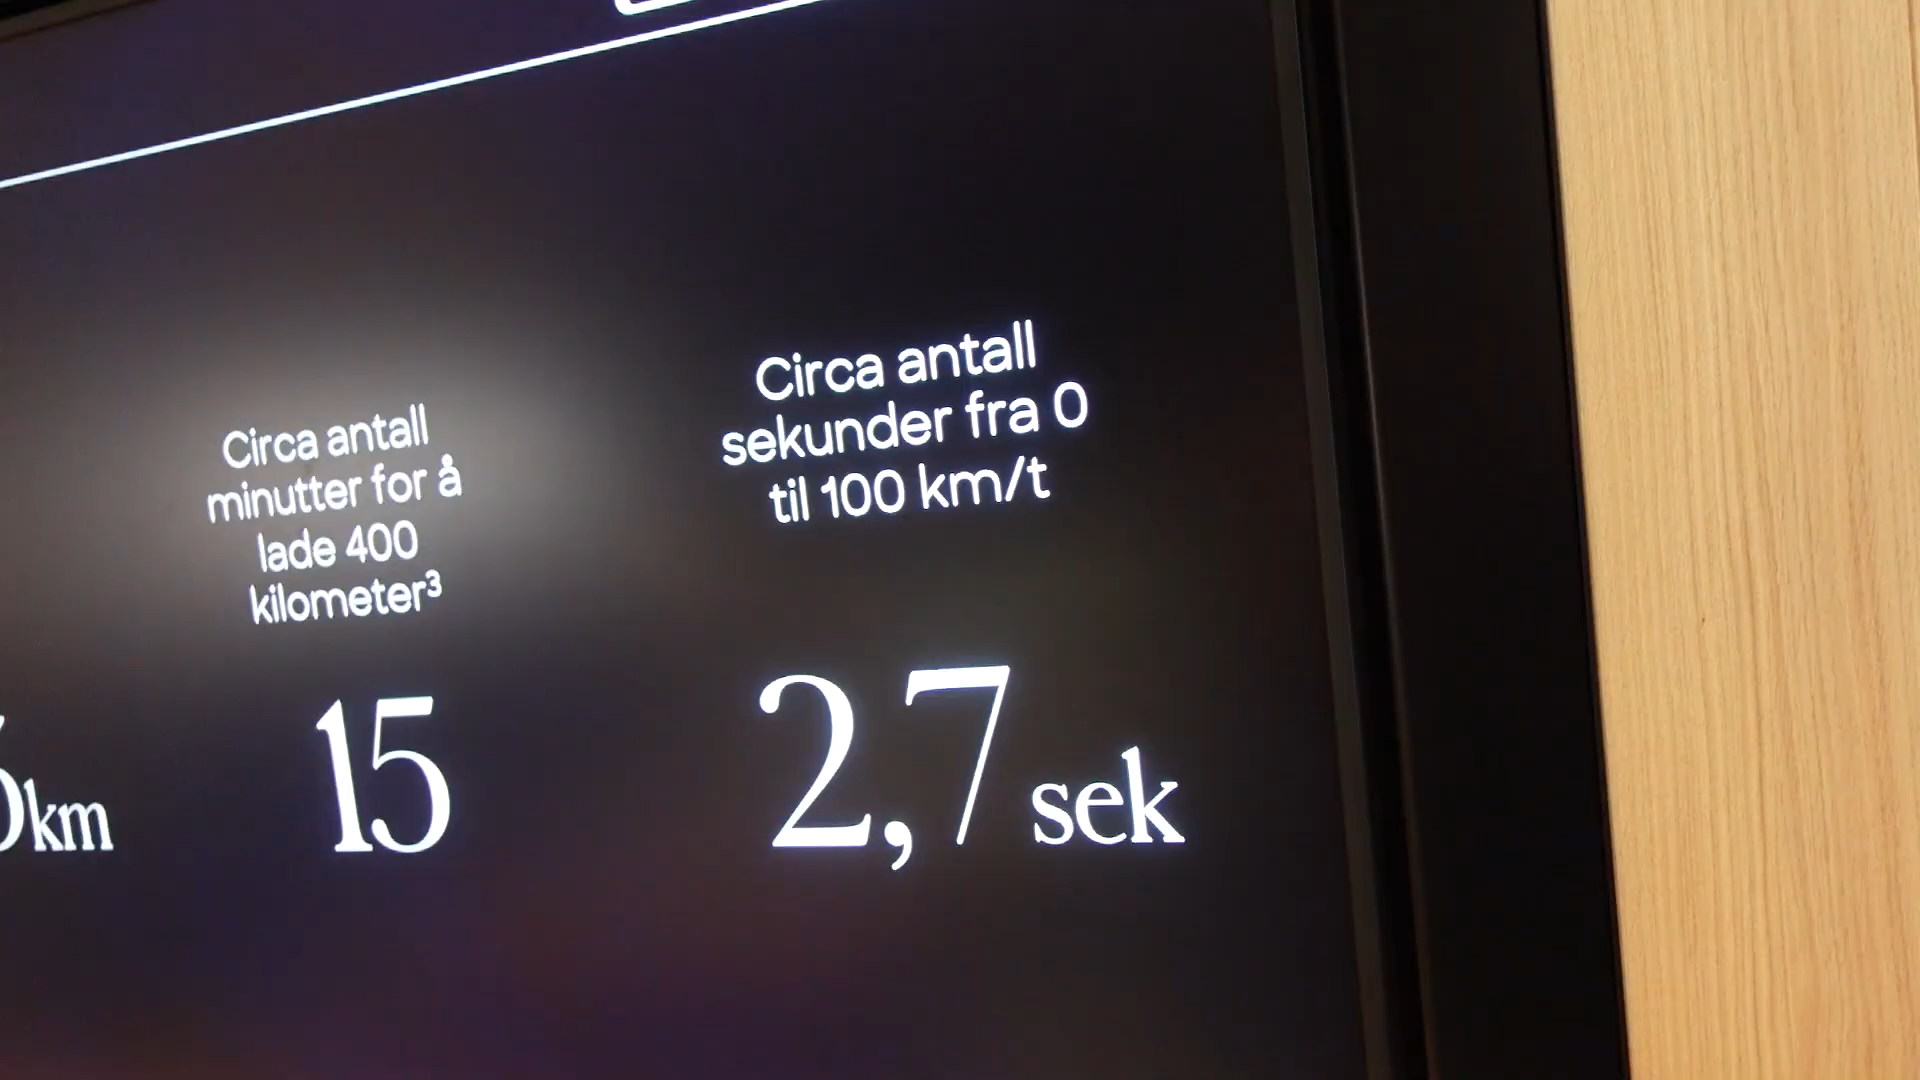 Circa antall
minutter for å
lade 400
kilometer³
15
Circa antall
sekunder fra 0
til 100 km/t
2,7 sek
km